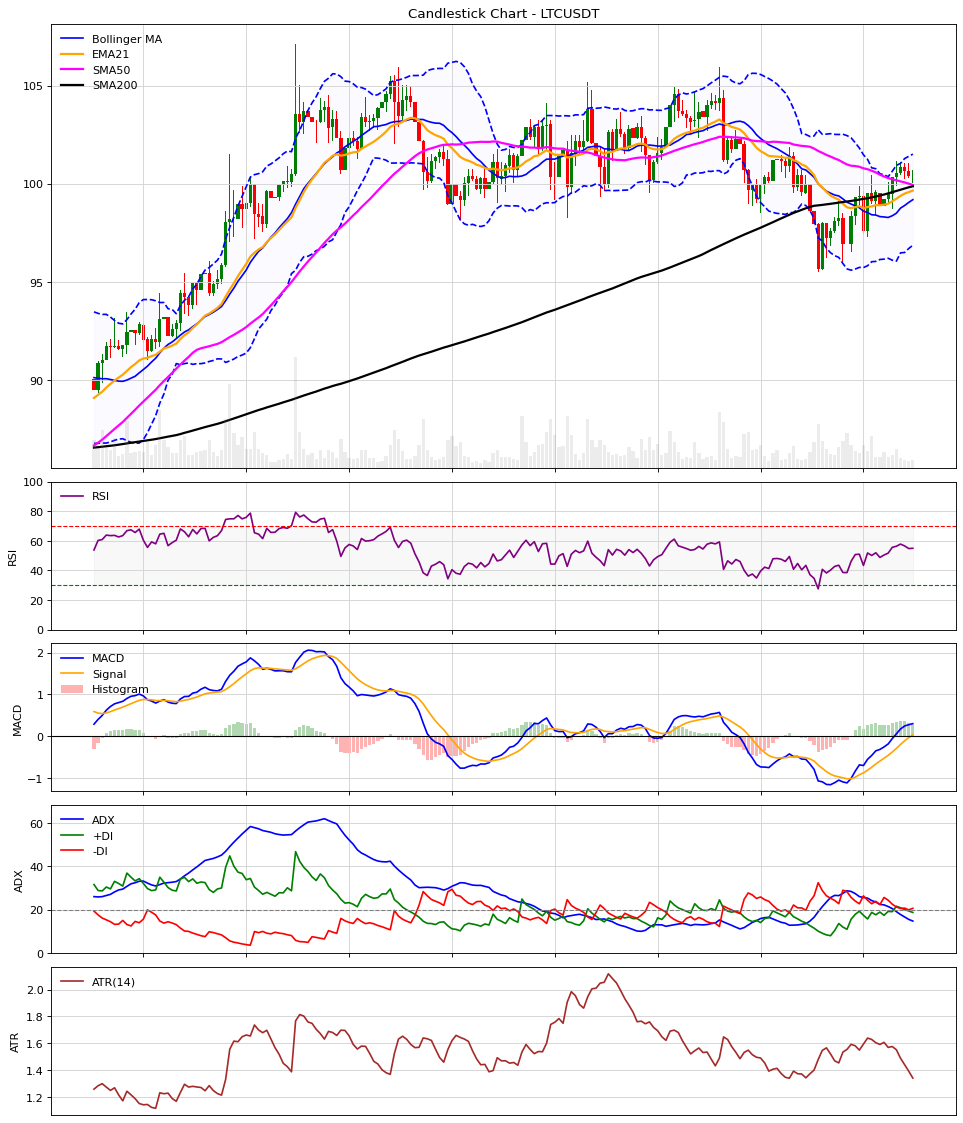 Candlestick Chart - LTCUSDT
Bollinger MA
EMA21
SMA50
SMA200
105
100
95
90
RSI
100
80
60
40
20
0
RSI
MACD
Signal
Histogram
2
1
0
−1
MACD
ADX
+DI
-DI
60
40
20
0
ADX
ATR(14)
2.0
1.8
1.6
1.4
1.2
ATR